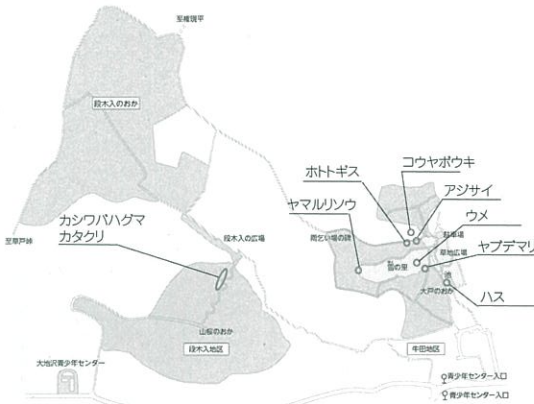 至権現平
段木入のおか
コウヤボウキ
ホトトギス
アジサイ
ヤマルリソウ
ウメ
カシワバハグマ
カタクリ
至草戸峠
段木入の広場
雨乞い場の碑
駐車場
草地広場
ヤブデマリ
の里
池
大戸のおか
ハス
山桜のおか
段木入地区
牛田地区
大地沢青少年センター
青少年センター入口
青少年センター入口